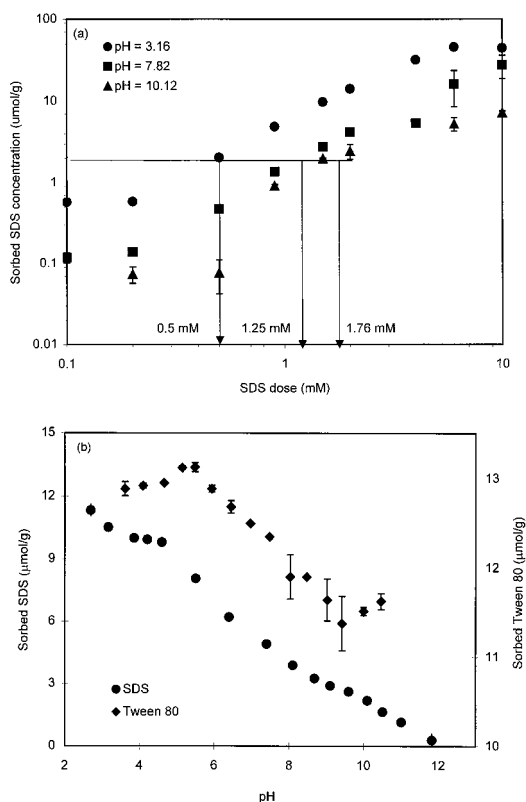 (a)
pH = 3.16
pH = 7.82
pH = 10.12
Sorbed SDS concentration (umol/g)
100
10
1
0.1
0.01
0.5 mM
1.25 mM
1.76 mM
0.1
1
10
SDS dose (mM)
(b)
Sorbed SDS (μmol/g)
15
12
9
6
3
0
SDS
Tween 80
13
12
11
10
Sorbed Tween 80 (μmol/g)
2
4
6
8
10
12
pH